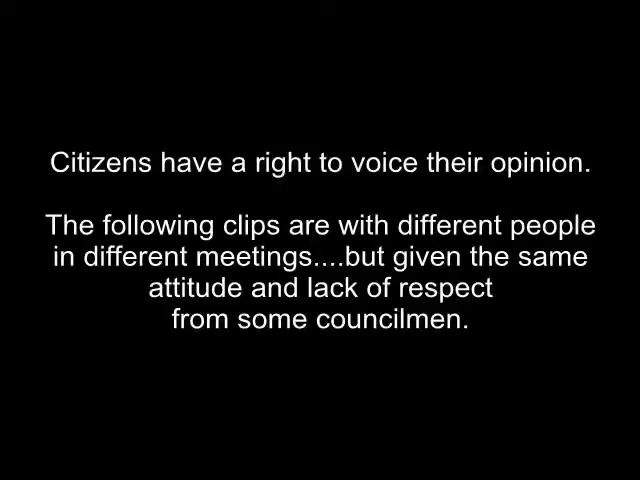 Citizens have a right to voice their opinion.
The following clips are with different people
in different meetings....but given the same
attitude and lack of respect
from some councilmen.